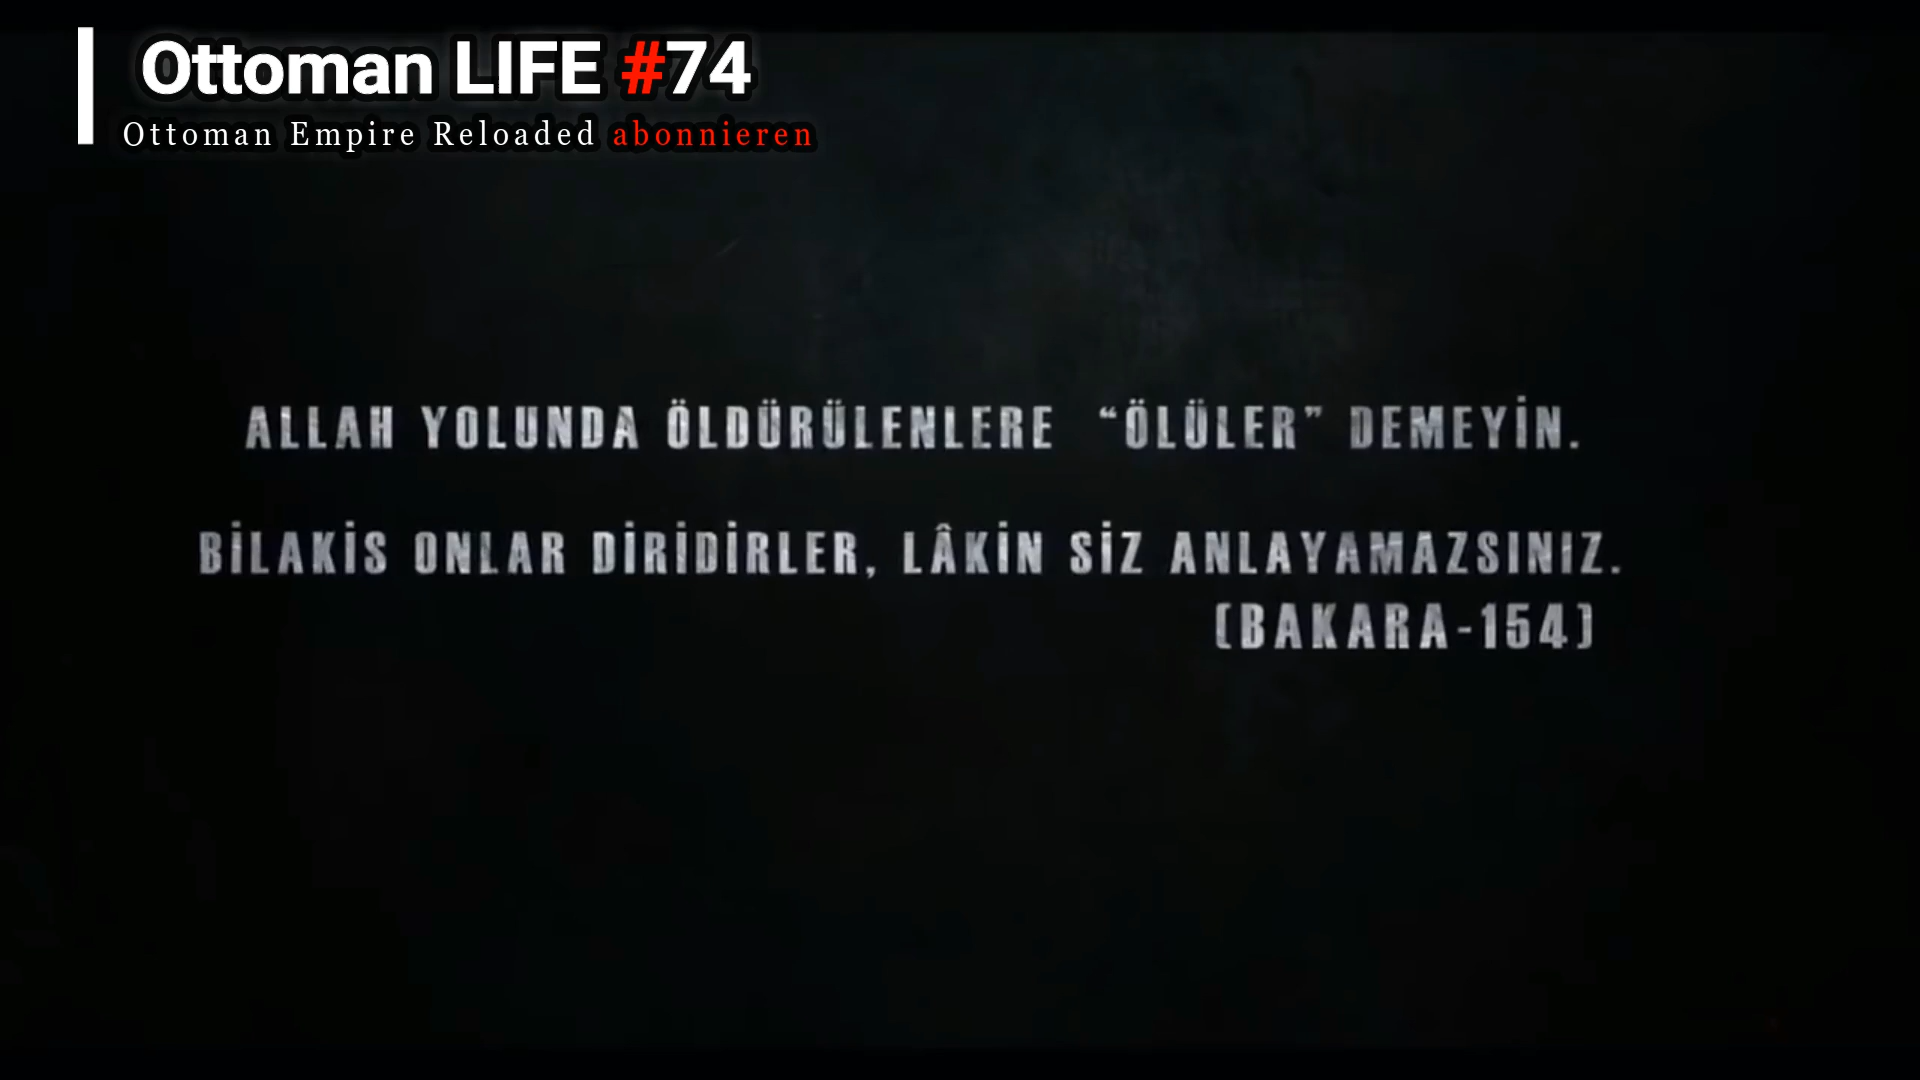 Ottoman LIFE #74
Ottoman Empire Reloaded abonnieren
ALLAH YOLUNDA ÖLDÜRÜLENLERE “ÖLÜLER” DEMEYİN.
BİLAKİS ONLAR DİRİDİRLER, LÂKİN SİZ ANLAYAMAZSINIZ.
(BAKARA-154)